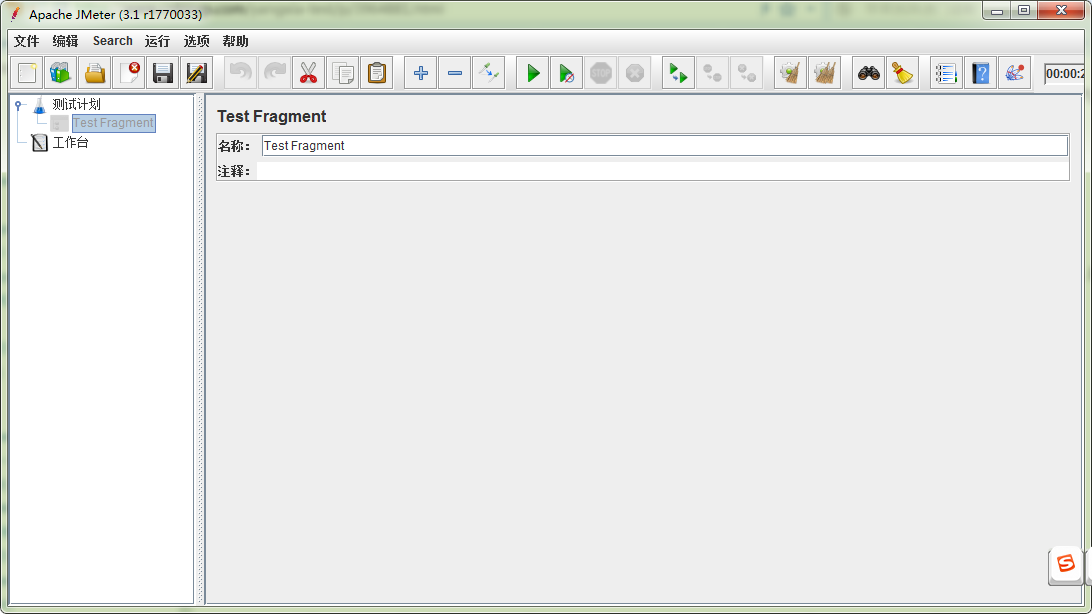 Apache JMeter (3.1 r1770033)
文件 编辑 Search 运行 选项 帮助
STOP
00:00:2
测试计划
Test Fragment
工作台
Test Fragment
名称： Test Fragment
注释：